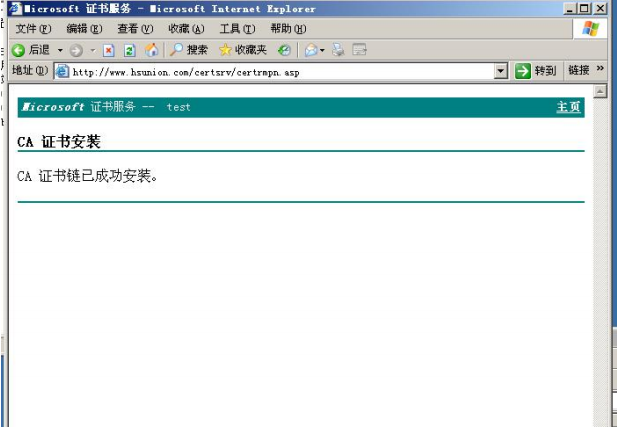 Microsoft 证书服务 - Microsoft Internet Explorer
文件(F) 编辑(E) 查看(V) 收藏(A) 工具(T) 帮助(H)
后退 搜索 收藏夹
地址(D) http://www.hsunion.com/certsrv/certrmpn.asp 转到 链接 »
Microsoft 证书服务 -- test 主页
CA 证书安装
CA 证书链已成功安装。